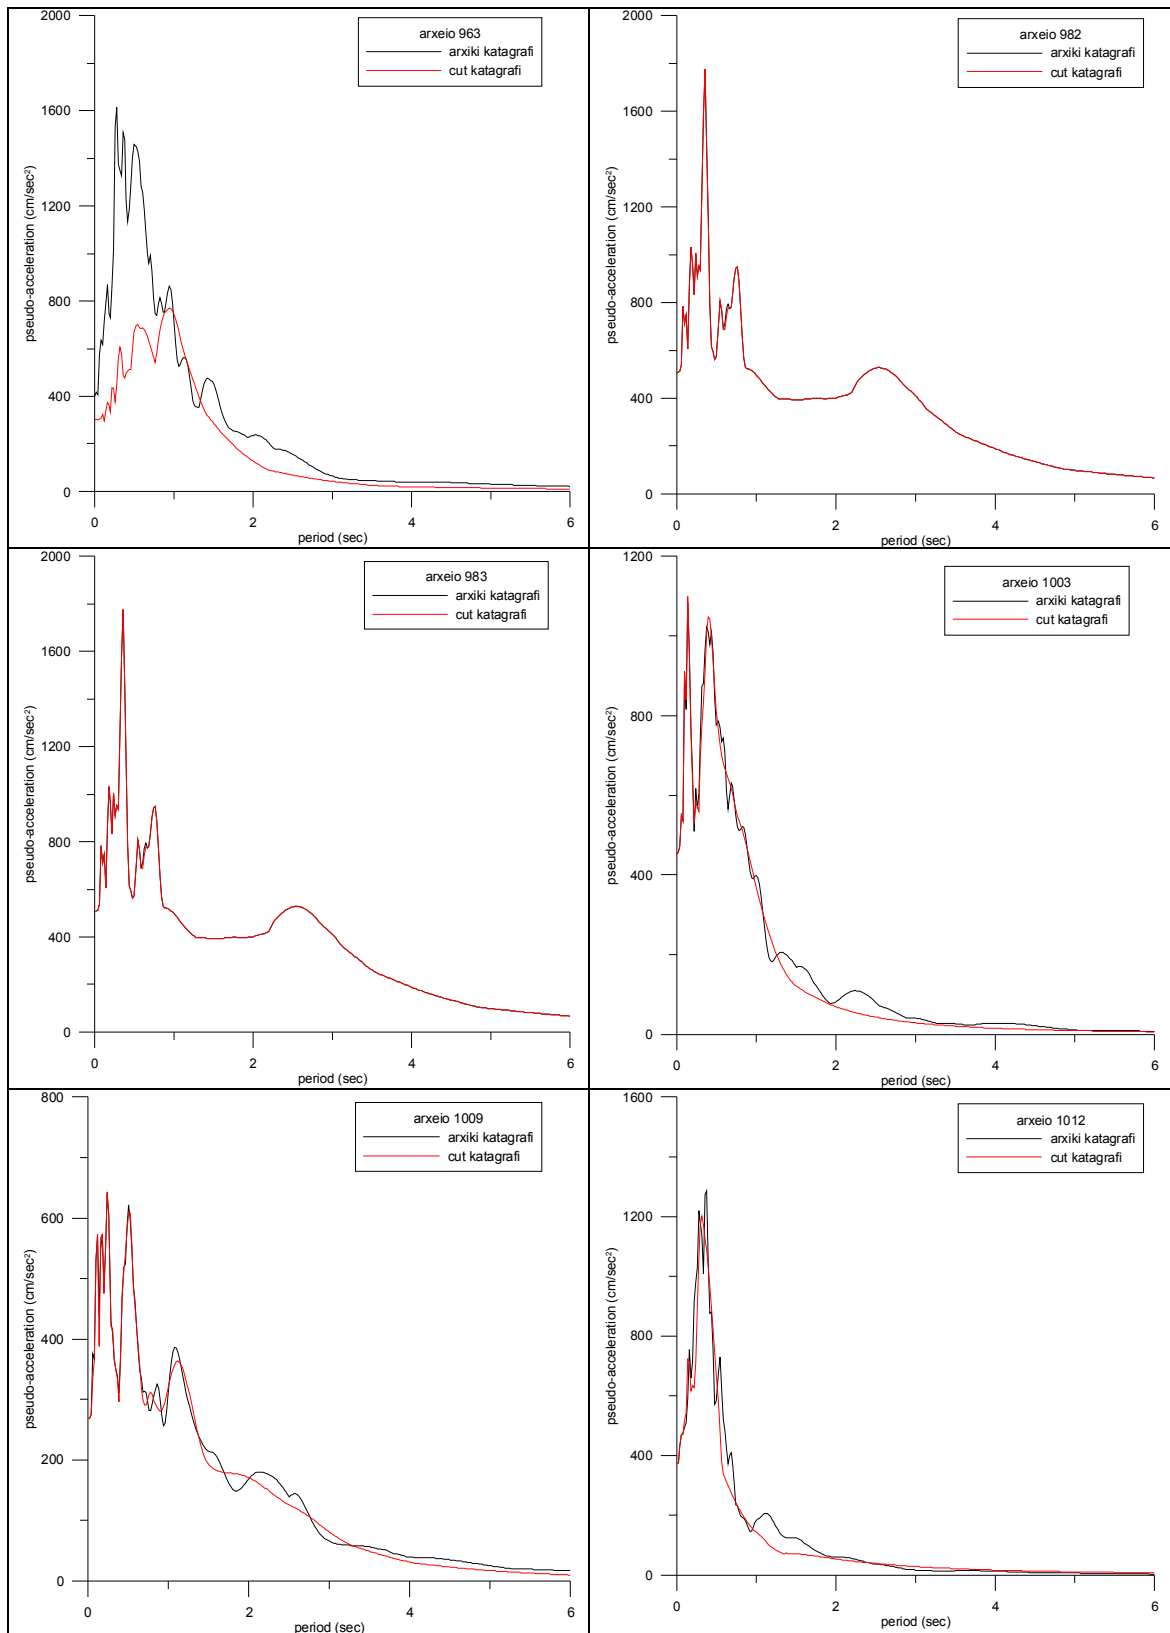 arxeio 963
arxiki katagrafi
cut katagrafi
pseudo-acceleration (cm/sec²)
2000
1600
1200
800
400
0
0 2 4 6
period (sec)
arxeio 982
arxiki katagrafi
cut katagrafi
pseudo-acceleration (cm/sec²)
2000
1600
1200
800
400
0
0 2 4 6
period (sec)
arxeio 983
arxiki katagrafi
cut katagrafi
pseudo-acceleration (cm/sec²)
2000
1600
1200
800
400
0
0 2 4 6
period (sec)
arxeio 1003
arxiki katagrafi
cut katagrafi
pseudo-acceleration (cm/sec²)
1200
800
400
0
0 2 4 6
period (sec)
arxeio 1009
arxiki katagrafi
cut katagrafi
pseudo-acceleration (cm/sec²)
800
600
400
200
0
0 2 4 6
period (sec)
arxeio 1012
arxiki katagrafi
cut katagrafi
pseudo-acceleration (cm/sec²)
1600
1200
800
400
0
0 2 4 6
period (sec)